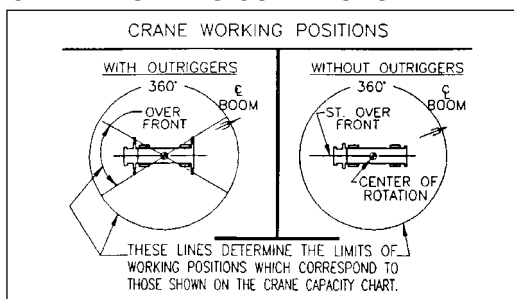 CRANE WORKING POSITIONS
WITH OUTRIGGERS
360°
℄
BOOM
OVER
FRONT
WITHOUT OUTRIGGERS
360°
℄
BOOM
ST. OVER
FRONT
CENTER OF
ROTATION
THESE LINES DETERMINE THE LIMITS OF
WORKING POSITIONS WHICH CORRESPOND TO
THOSE SHOWN ON THE CRANE CAPACITY CHART.